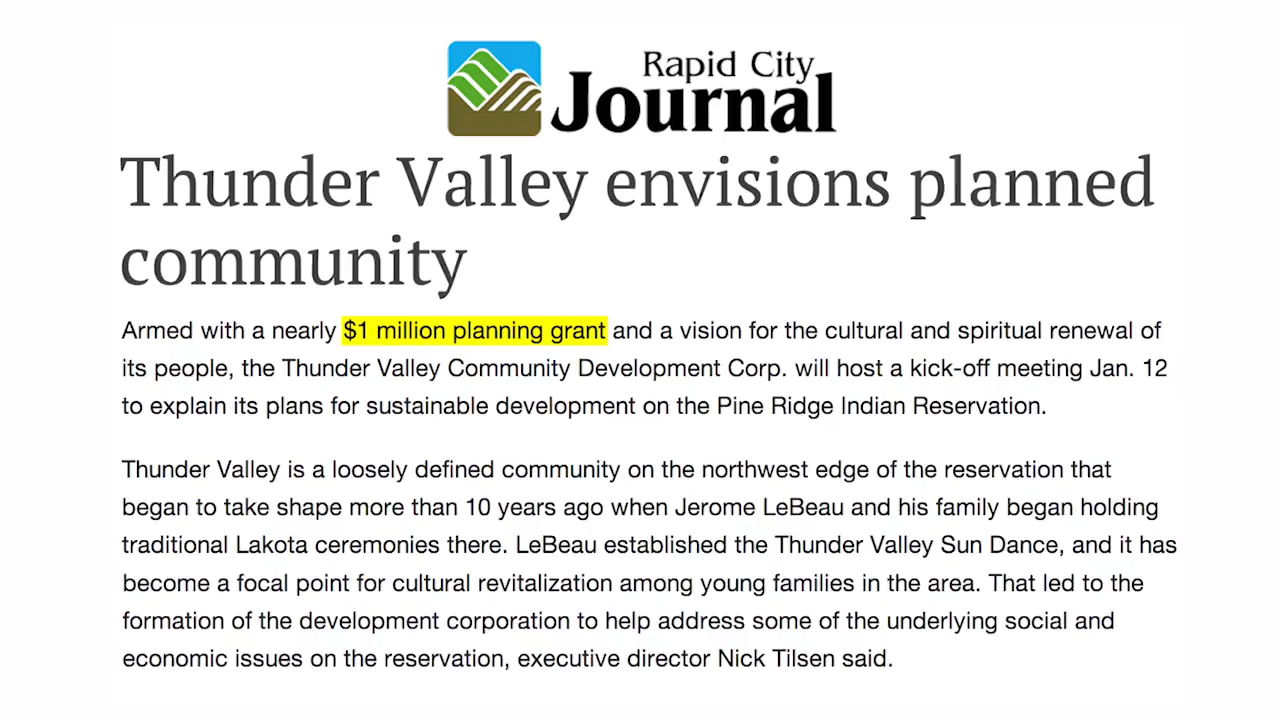 Rapid City
Journal
Thunder Valley envisions planned
community
Armed with a nearly $1 million planning grant and a vision for the cultural and spiritual renewal of
its people, the Thunder Valley Community Development Corp. will host a kick-off meeting Jan. 12
to explain its plans for sustainable development on the Pine Ridge Indian Reservation.
Thunder Valley is a loosely defined community on the northwest edge of the reservation that
began to take shape more than 10 years ago when Jerome LeBeau and his family began holding
traditional Lakota ceremonies there. LeBeau established the Thunder Valley Sun Dance, and it has
become a focal point for cultural revitalization among young families in the area. That led to the
formation of the development corporation to help address some of the underlying social and
economic issues on the reservation, executive director Nick Tilsen said.